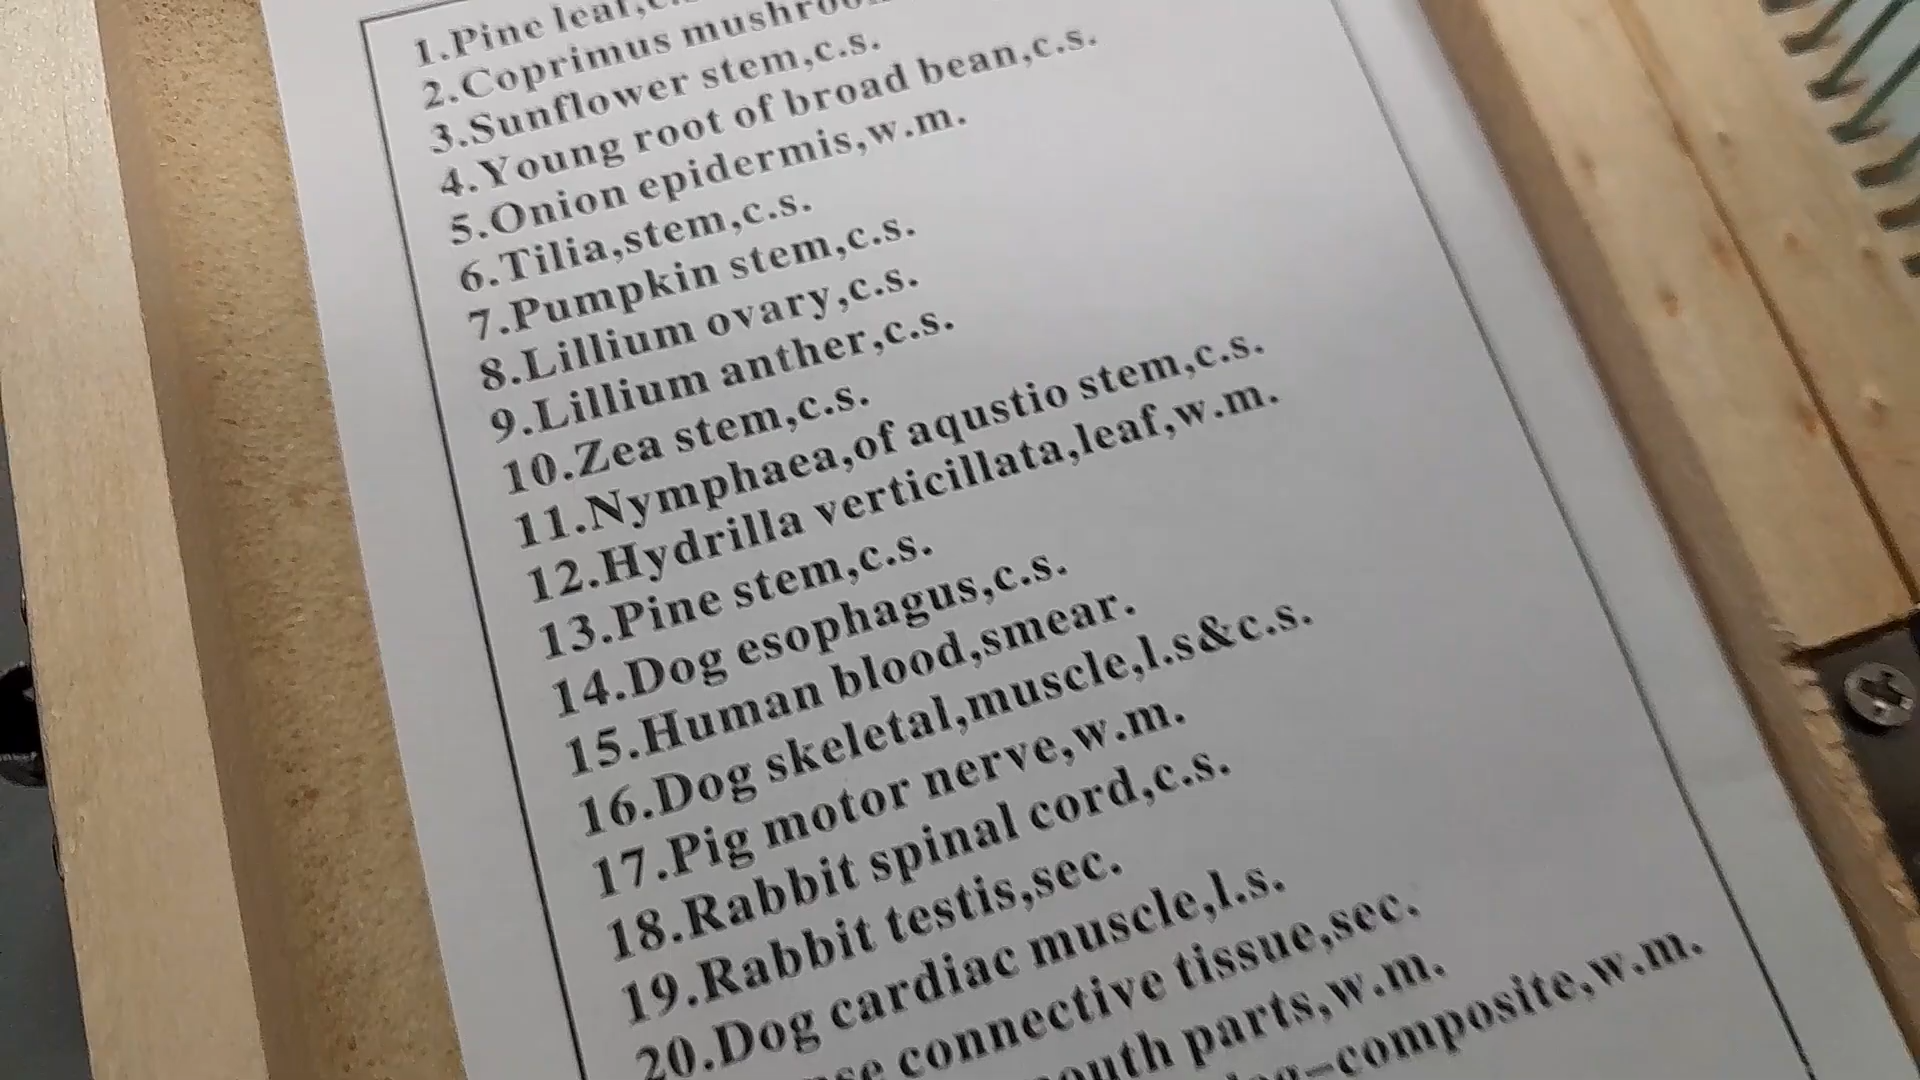 1.Pine leaf,c.s
2.Coprimus mushroo
3.Sunflower stem,c.s.
4.Young root of broad bean,c.s.
5.Onion epidermis,w.m.
6.Tilia,stem,c.s.
7.Pumpkin stem,c.s.
8.Lillium ovary,c.s.
9.Lillium anther,c.s.
10.Zea stem,c.s.
11.Nymphaea,of aqustio stem,c.s.
12.Hydrilla verticillata,leaf,w.m.
13.Pine stem,c.s.
14.Dog esophagus,c.s.
15.Human blood,smear.
16.Dog skeletal,muscle,l.s&c.s.
17.Pig motor nerve,w.m.
18.Rabbit spinal cord,c.s.
19.Rabbit testis,sec.
20.Dog cardiac muscle,l.s.
connective tissue,sec.
parts,w.m.
composite,w.m.